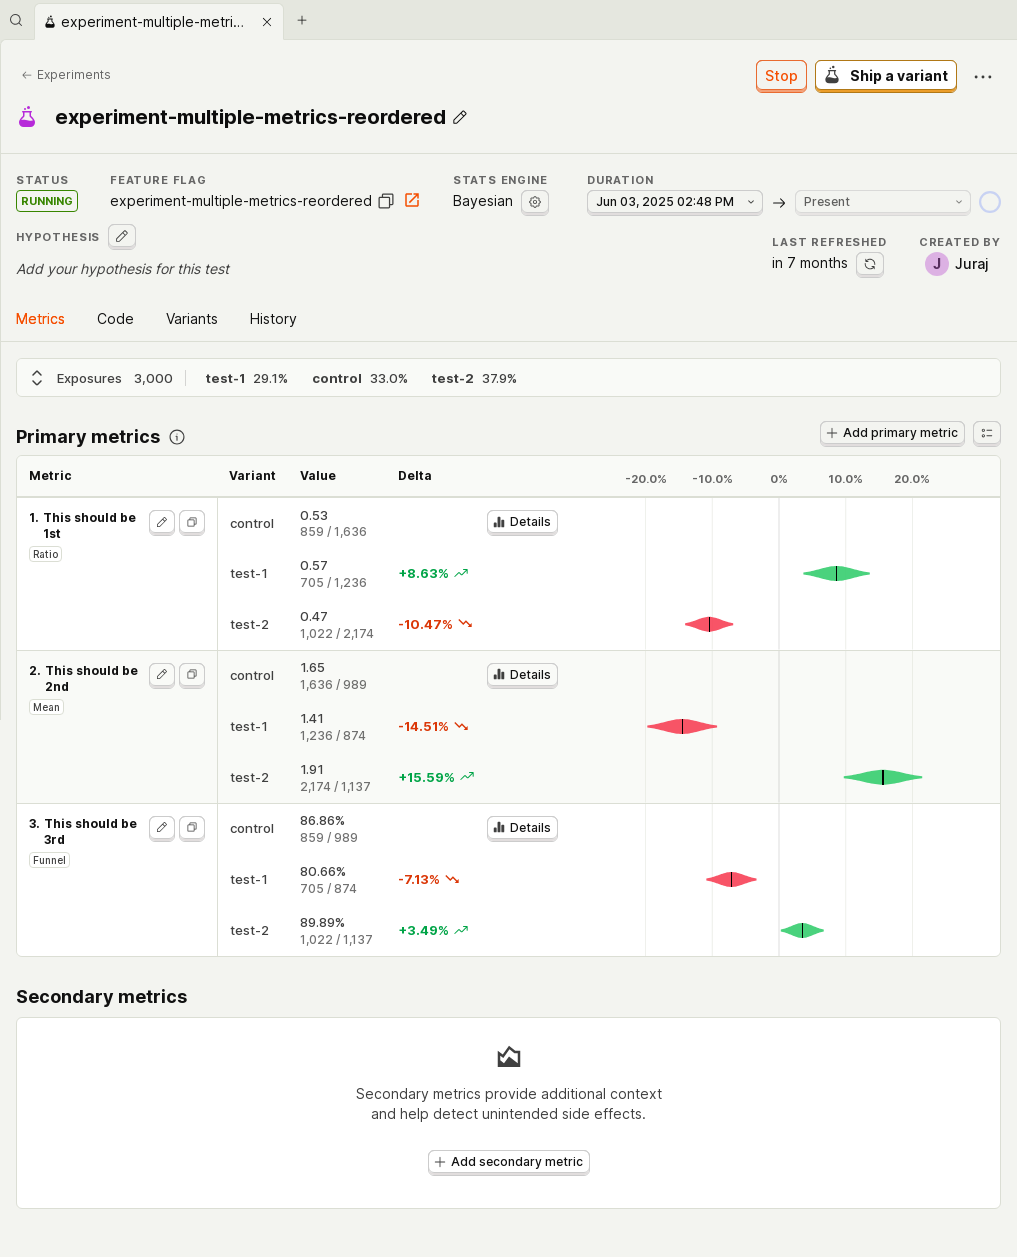 experiment-multiple-metri...
Experiments
Stop
Ship a variant
experiment-multiple-metrics-reordered
STATUS
RUNNING
FEATURE FLAG
experiment-multiple-metrics-reordered
STATS ENGINE
Bayesian
DURATION
Jun 03, 2025 02:48 PM
Present
HYPOTHESIS
Add your hypothesis for this test
LAST REFRESHED
in 7 months
CREATED BY
J Juraj
Metrics Code Variants History
Exposures 3,000 test-1 29.1% control 33.0% test-2 37.9%
Primary metrics
Add primary metric
Metric Variant Value Delta -20.0% -10.0% 0% 10.0% 20.0%
1. This should be
1st
Ratio
control 0.53 Details
859 / 1,636
test-1 0.57 +8.63%
705 / 1,236
test-2 0.47 -10.47%
1,022 / 2,174
2. This should be
2nd
Mean
control 1.65 Details
1,636 / 989
test-1 1.41 -14.51%
1,236 / 874
test-2 1.91 +15.59%
2,174 / 1,137
3. This should be
3rd
Funnel
control 86.86% Details
859 / 989
test-1 80.66% -7.13%
705 / 874
test-2 89.89% +3.49%
1,022 / 1,137
Secondary metrics
Secondary metrics provide additional context
and help detect unintended side effects.
Add secondary metric